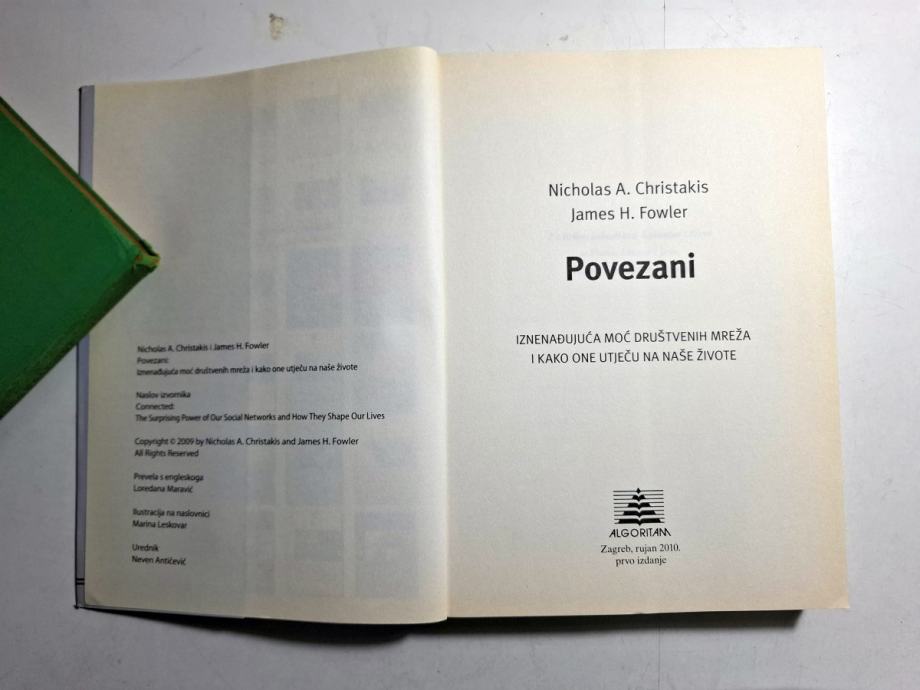 Nicholas A. Christakis i James H. Fowler
Povezani:
Iznenađujuća moć društvenih mreža i kako one utječu na naše živote
Naslov izvornika
Connected:
The Surprising Power of Our Social Networks and How They Shape Our Lives
Copyright © 2009 by Nicholas A. Christakis and James H. Fowler
All Rights Reserved
Prevela s engleskoga
Loredana Maravić
Ilustracija na naslovnici
Marina Leskovar
Urednik
Neven Antičević
Nicholas A. Christakis
James H. Fowler
Povezani
IZNENAĐUJUĆA MOĆ DRUŠTVENIH MREŽA
I KAKO ONE UTJEČU NA NAŠE ŽIVOTE
ALGORITAM
Zagreb, rujan 2010.
prvo izdanje